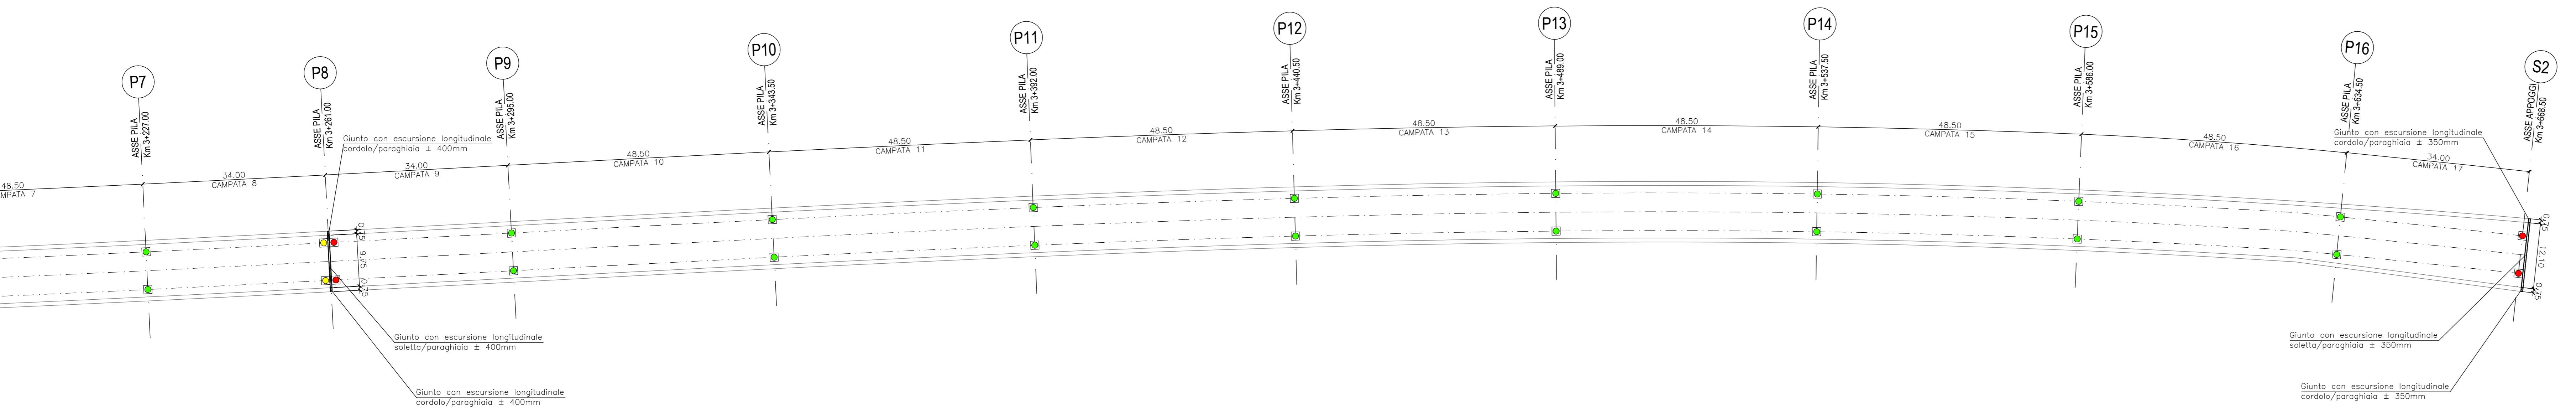 P7
P8
P9
P10
P11
P12
P13
P14
P15
P16
S2
ASSE PILA
Km 3+227.00
ASSE PILA
Km 3+261.00
ASSE PILA
Km 3+295.00
ASSE PILA
Km 3+343.50
ASSE PILA
Km 3+392.00
ASSE PILA
Km 3+440.50
ASSE PILA
Km 3+489.00
ASSE PILA
Km 3+537.50
ASSE PILA
Km 3+586.00
ASSE PILA
Km 3+634.50
ASSE APPOGGI
Km 3+668.50
48.50
MPATA 7
34.00
CAMPATA 8
34.00
CAMPATA 9
48.50
CAMPATA 10
48.50
CAMPATA 11
48.50
CAMPATA 12
48.50
CAMPATA 13
48.50
CAMPATA 14
48.50
CAMPATA 15
48.50
CAMPATA 16
34.00
CAMPATA 17
Giunto con escursione longitudinale
cordolo/paraghiaia ± 400mm
Giunto con escursione longitudinale
cordolo/paraghiaia ± 350mm
0.75
9.75
0.75
0.75
12.10
0.75
Giunto con escursione longitudinale
soletta/paraghiaia ± 400mm
Giunto con escursione longitudinale
cordolo/paraghiaia ± 400mm
Giunto con escursione longitudinale
soletta/paraghiaia ± 350mm
Giunto con escursione longitudinale
cordolo/paraghiaia ± 350mm